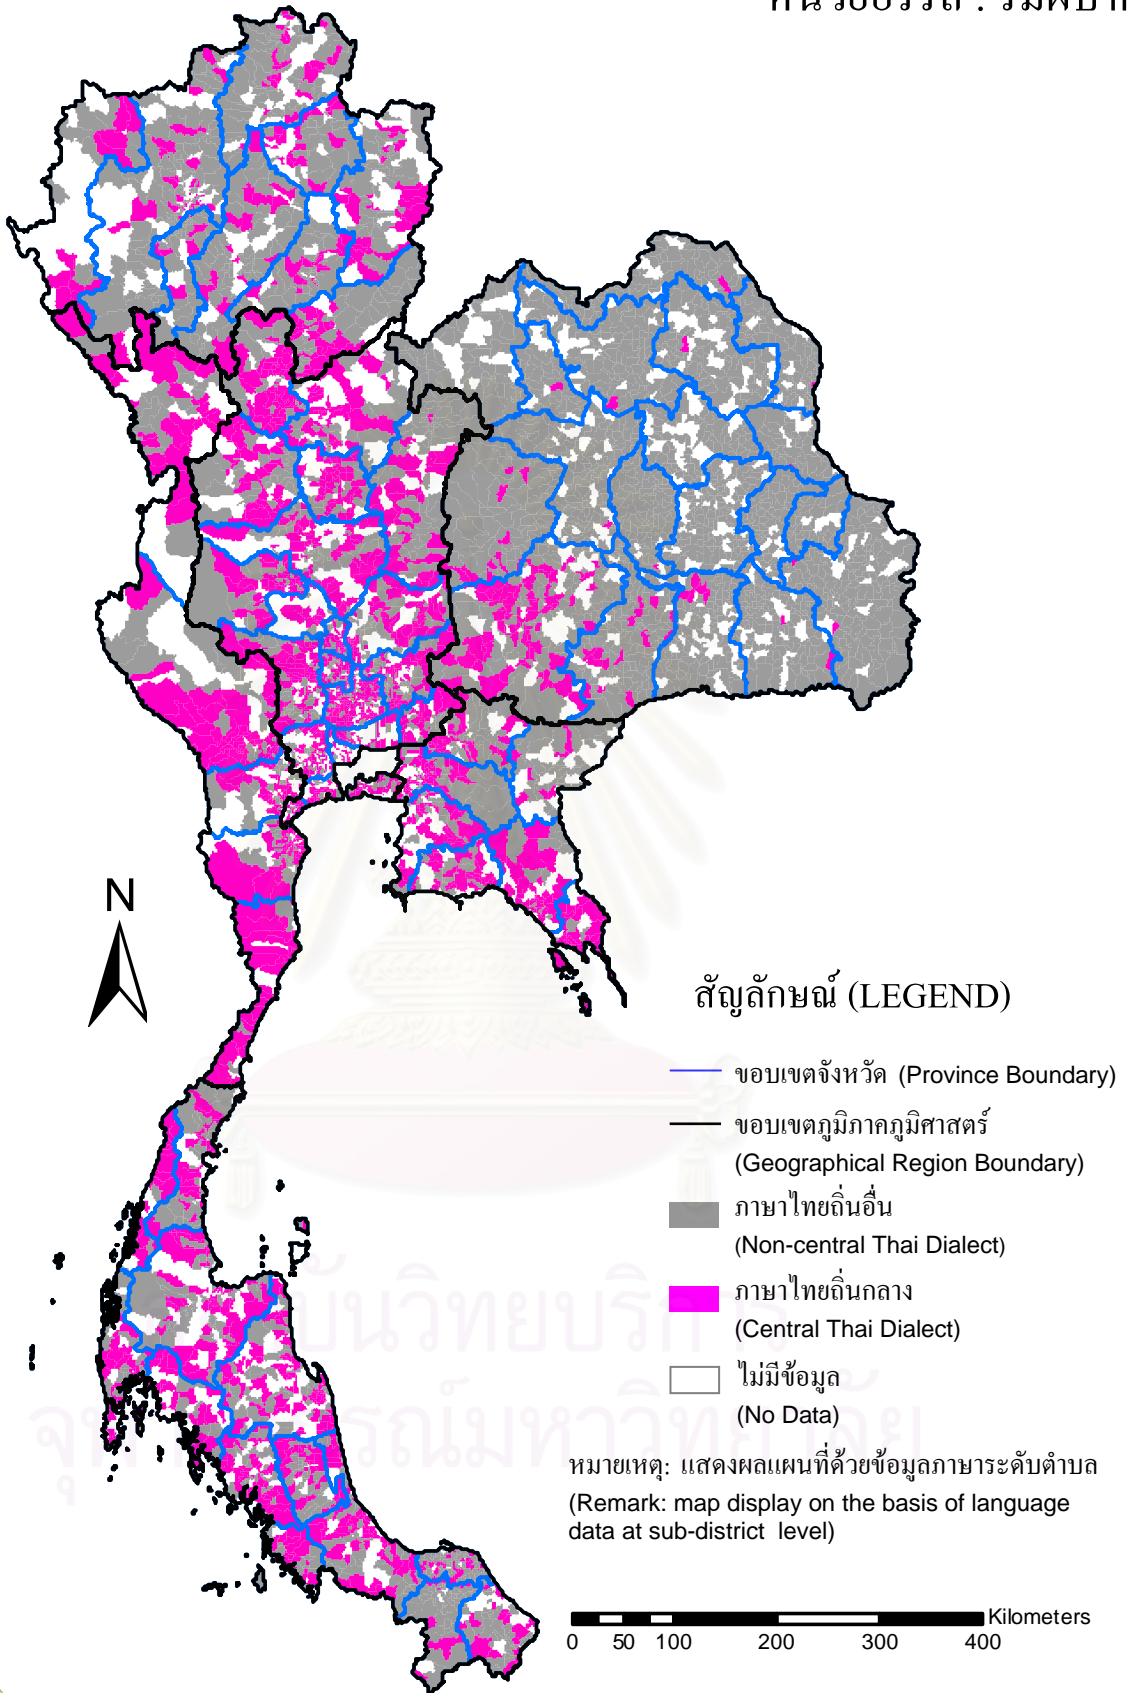 N
สัญลักษณ์ (LEGEND)
ขอบเขตจังหวัด (Province Boundary)
ขอบเขตภูมิภาคภูมิศาสตร์
(Geographical Region Boundary)
ภาษาไทยถิ่นอื่น
(Non-central Thai Dialect)
ภาษาไทยถิ่นกลาง
(Central Thai Dialect)
ไม่มีข้อมูล
(No Data)
หมายเหตุ: แสดงผลแผนที่ด้วยข้อมูลภาษาระดับตำบล
(Remark: map display on the basis of language
data at sub-district level)
Kilometers
0 50 100 200 300 400